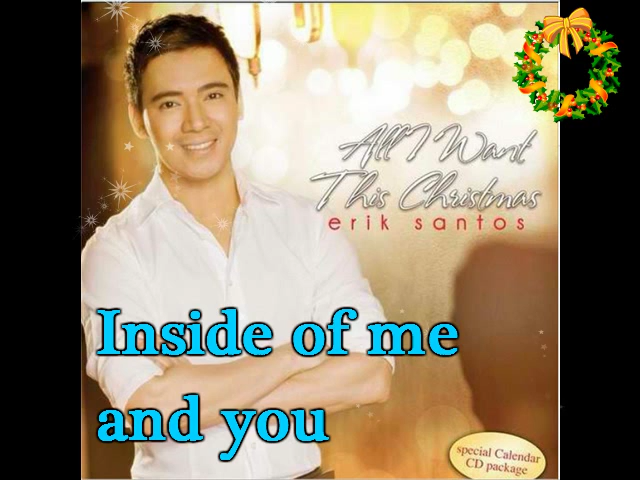 All I Want
This Christmas
erik santos
Inside of me
and you
special Calendar
CD package